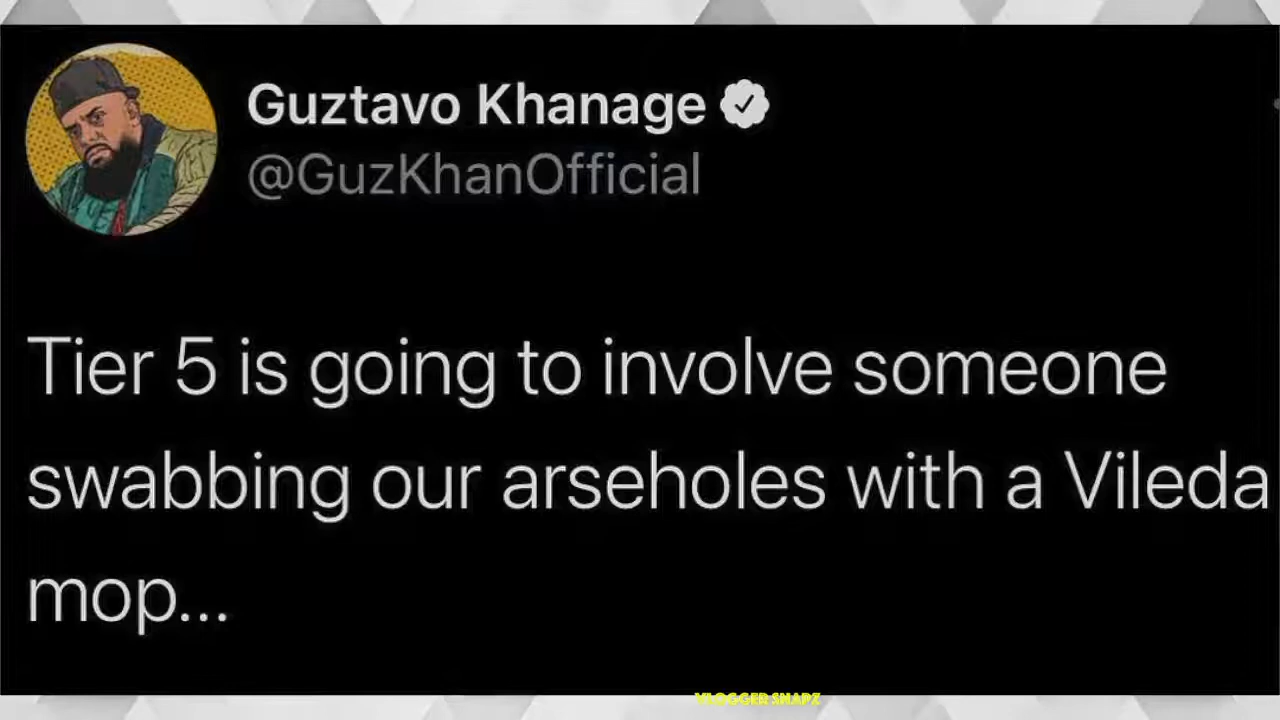 Guztavo Khanage
@GuzKhanOfficial
Tier 5 is going to involve someone
swabbing our arseholes with a Vileda
mop...
VLOGGER SNAPZ